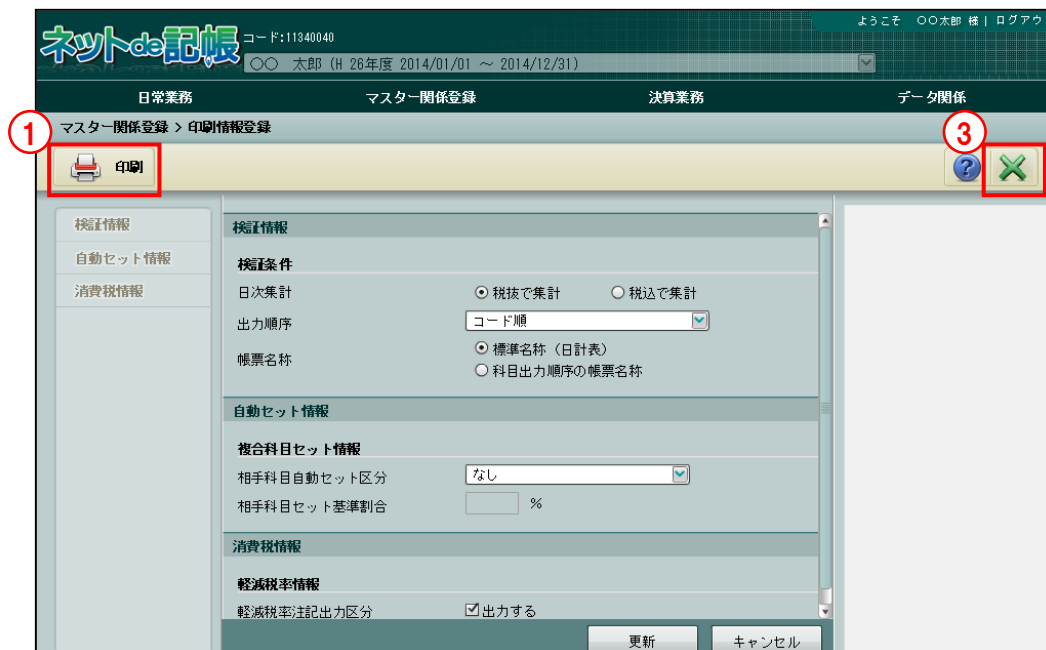 ようこそ ○○太郎 様 | ログアウ
ネットde記帳
コード:11340040
○○ 太郎 (H 26年度 2014/01/01 ～ 2014/12/31)
日常業務 マスター関係登録 決算業務 データ関係
マスター関係登録 > 印刷情報登録
① ③
印刷 ?
検証情報
自動セット情報
消費税情報
検証情報
検証条件
日次集計 税抜で集計 税込で集計
出力順序 コード順
帳票名称 標準名称（日計表）
科目出力順序の帳票名称
自動セット情報
複合科目セット情報
相手科目自動セット区分 なし
相手科目セット基準割合 %
消費税情報
軽減税率情報
軽減税率注記出力区分 出力する
更新 キャンセル